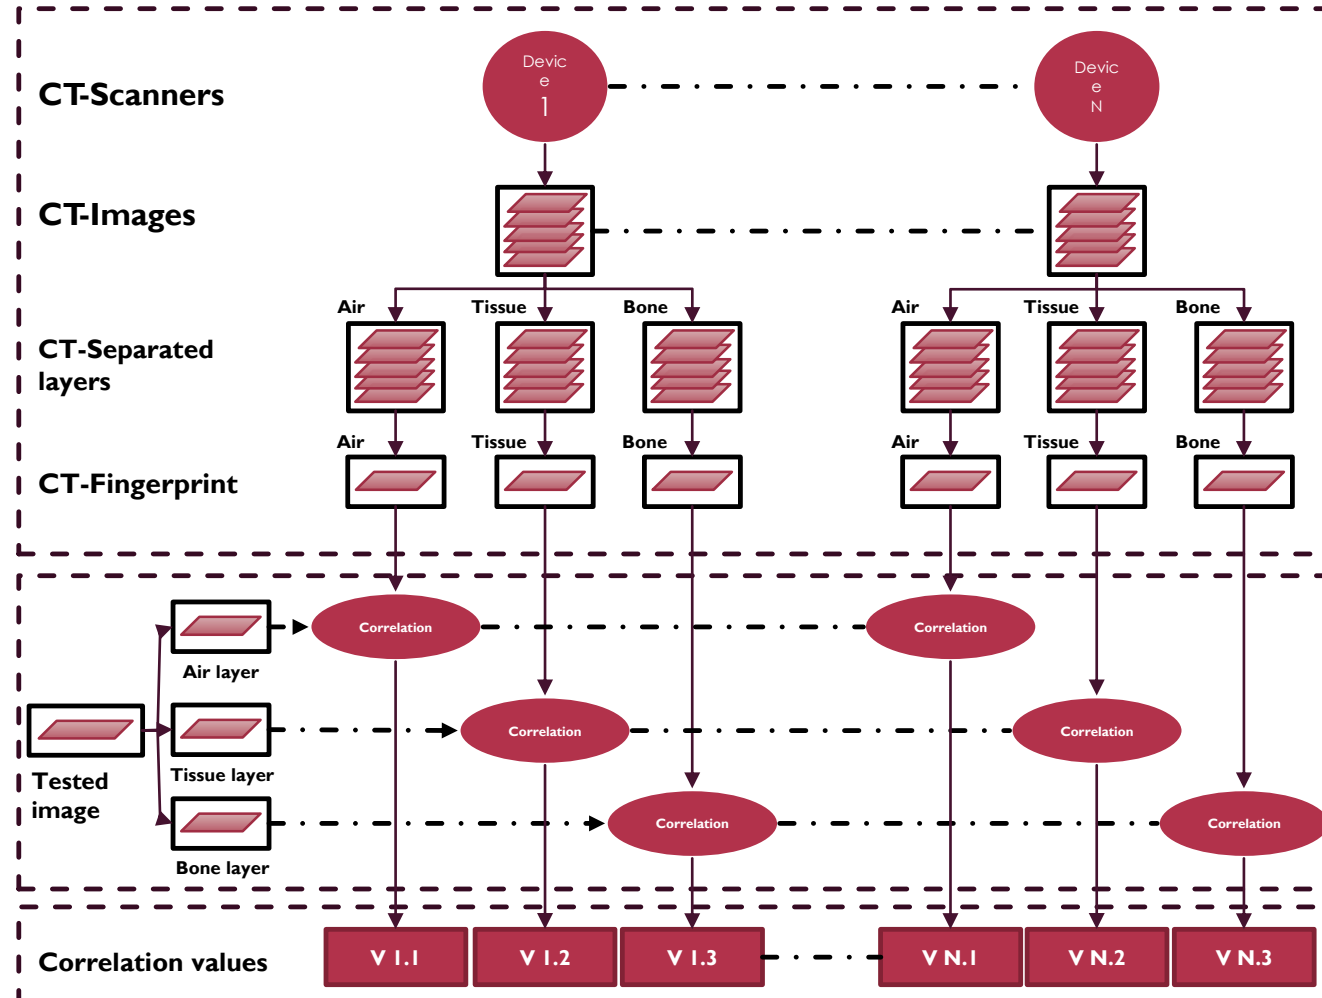 CT-Scanners
Devic
e
1
Devic
e
N
CT-Images
Air
Tissue
Bone
Air
Tissue
Bone
CT-Separated
layers
Air
Tissue
Bone
Air
Tissue
Bone
CT-Fingerprint
Correlation
Correlation
Air layer
Correlation
Correlation
Tissue layer
Tested
image
Correlation
Correlation
Bone layer
Correlation values
V 1.1
V 1.2
V 1.3
V N.1
V N.2
V N.3